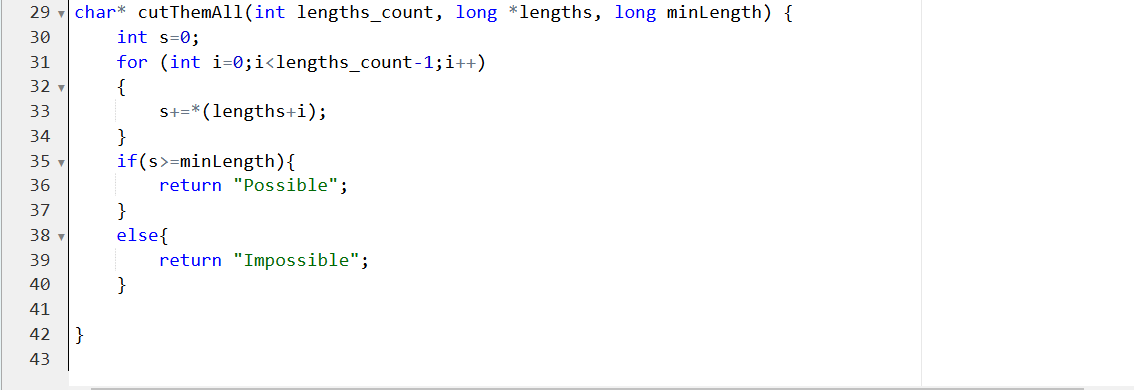 29 char* cutThemAll(int lengths_count, long *lengths, long minLength) {
30 int s=0;
31 for (int i=0;i<lengths_count-1;i++)
32 {
33 s+=*(lengths+i);
34 }
35 if(s>=minLength){
36 return "Possible";
37 }
38 else{
39 return "Impossible";
40 }
41
42 }
43